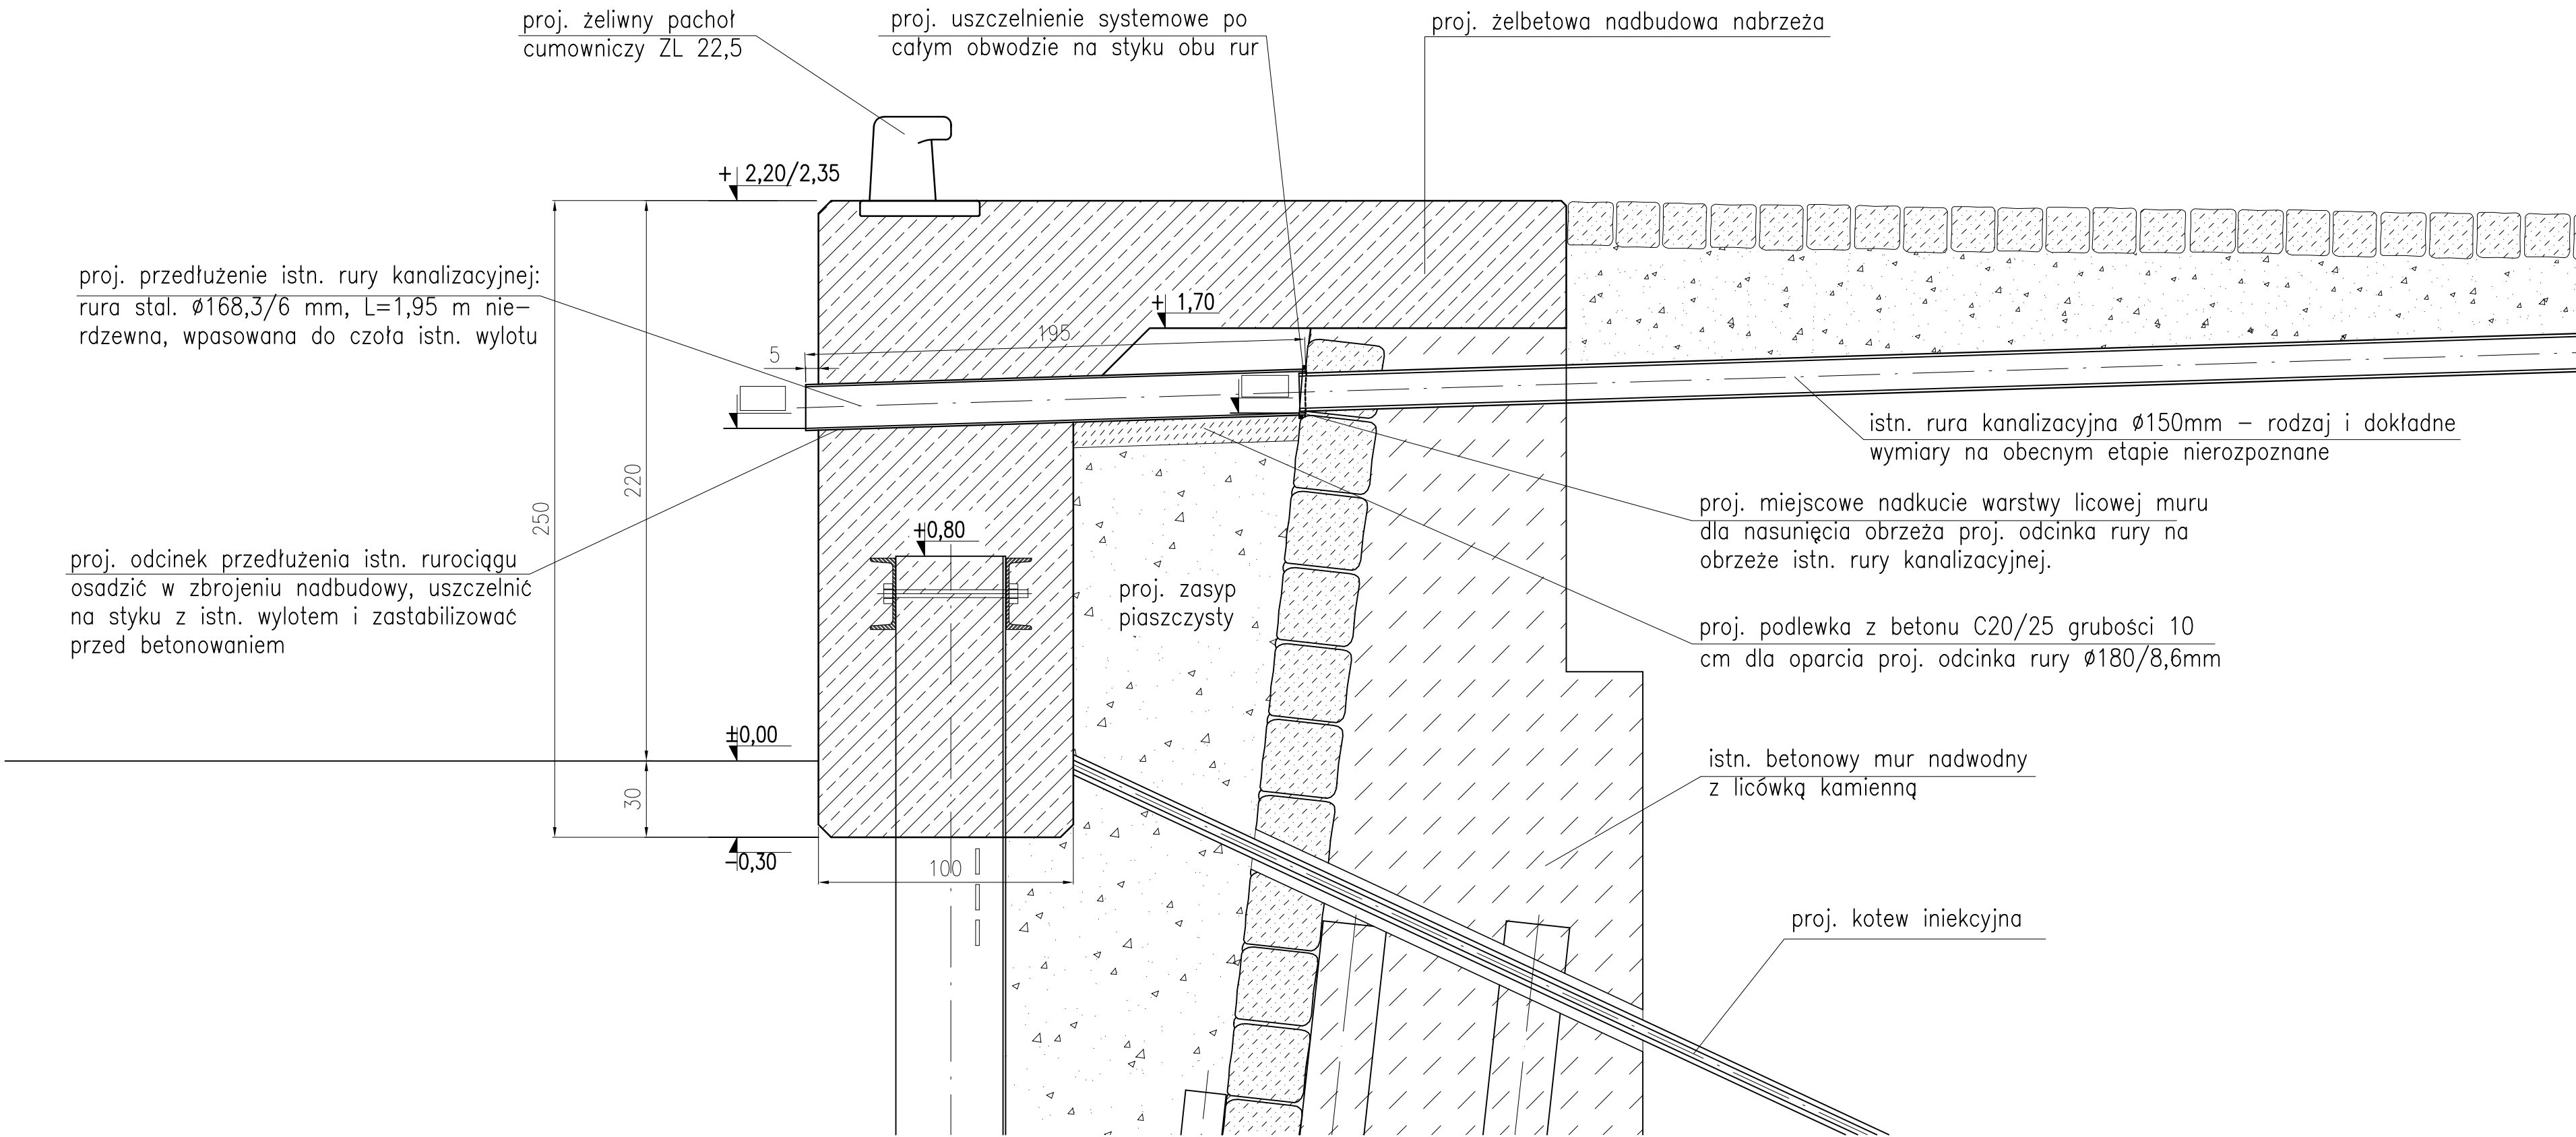 proj. żeliwny pachoł
cumowniczy ZL 22,5
proj. uszczelnienie systemowe po
całym obwodzie na styku obu rur
proj. żelbetowa nadbudowa nabrzeża
+ 2,20/2,35
proj. przedłużenie istn. rury kanalizacyjnej:
rura stal. ø168,3/6 mm, L=1,95 m nie–
rdzewna, wpasowana do czoła istn. wylotu
+ 1,70
195
5
istn. rura kanalizacyjna ø150mm – rodzaj i dokładne
wymiary na obecnym etapie nierozpoznane
220
250
proj. miejscowe nadkucie warstwy licowej muru
dla nasunięcia obrzeża proj. odcinka rury na
obrzeże istn. rury kanalizacyjnej.
+0,80
proj. odcinek przedłużenia istn. rurociągu
osadzić w zbrojeniu nadbudowy, uszczelnić
na styku z istn. wylotem i zastabilizować
przed betonowaniem
proj. zasyp
piaszczysty
proj. podlewka z betonu C20/25 grubości 10
cm dla oparcia proj. odcinka rury ø180/8,6mm
±0,00
istn. betonowy mur nadwodny
z licówką kamienną
30
-0,30
100
proj. kotew iniekcyjna